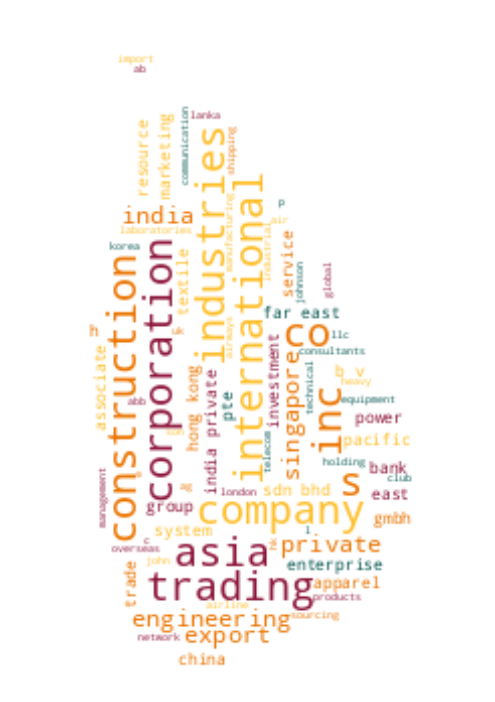 import
ab
lanka
communication
resource
marketing
industries
shipping
international
p
india
air
laboratories
manufacturing
industrial
korea
service
johnson
global
construction
corporation
textile
far east
h
uk
co
llc
airways
associate
consultants
investment
singapore
technical
hong kong
india private
b v
heavy
pte
abb
inc
equipment
power
pacific
telecom
holding
bank
club
management
ag
london
sdn bhd
s
east
group
company
gmbh
system
l
c
overseas
asia
hk
private
john
enterprise
trade
trading
apparel
products
airline
sourcing
engineering
network
export
china